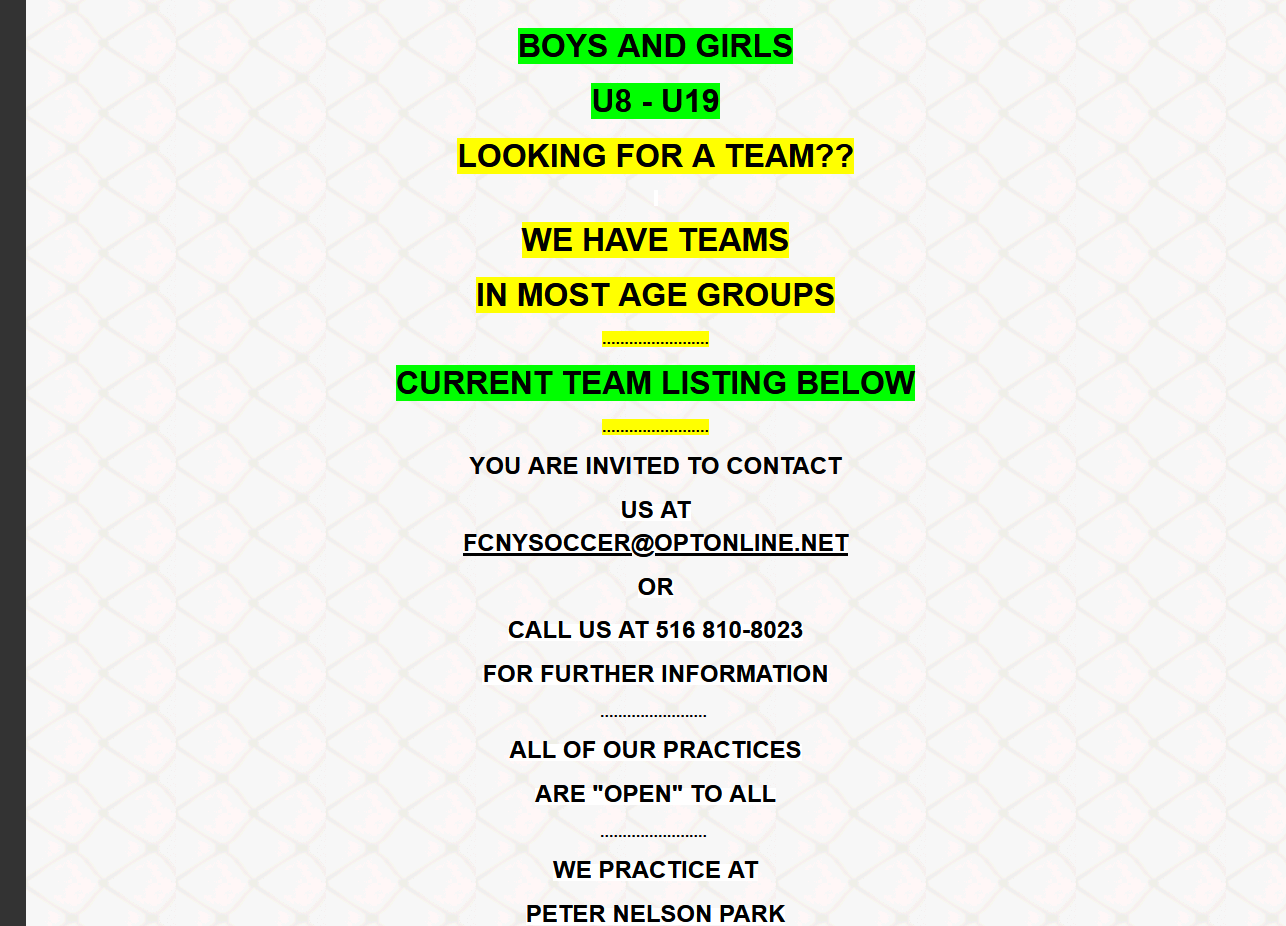 BOYS AND GIRLS
U8 - U19
LOOKING FOR A TEAM??
WE HAVE TEAMS
IN MOST AGE GROUPS
........................
CURRENT TEAM LISTING BELOW
........................
YOU ARE INVITED TO CONTACT
US AT
FCNYSOCCER@OPTONLINE.NET
OR
CALL US AT 516 810-8023
FOR FURTHER INFORMATION
........................
ALL OF OUR PRACTICES
ARE "OPEN" TO ALL
........................
WE PRACTICE AT
PETER NELSON PARK